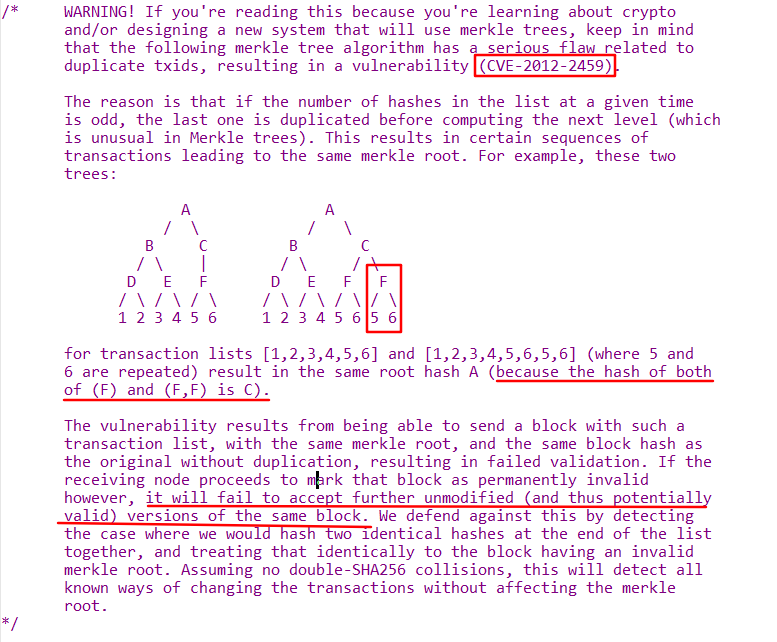 /*     WARNING! If you're reading this because you're learning about crypto
       and/or designing a new system that will use merkle trees, keep in mind
       that the following merkle tree algorithm has a serious flaw related to
       duplicate txids, resulting in a vulnerability (CVE-2012-2459).

       The reason is that if the number of hashes in the list at a given time
       is odd, the last one is duplicated before computing the next level (which
       is unusual in Merkle trees). This results in certain sequences of
       transactions leading to the same merkle root. For example, these two
       trees:

                    A               A
                  /  \            /   \
                B     C         B       C
               / \    |        / \     / \
              D   E   F       D   E   F   F
             / \ / \ / \     / \ / \ / \ / \
             1 2 3 4 5 6     1 2 3 4 5 6 5 6

       for transaction lists [1,2,3,4,5,6] and [1,2,3,4,5,6,5,6] (where 5 and
       6 are repeated) result in the same root hash A (because the hash of both
       of (F) and (F,F) is C).

       The vulnerability results from being able to send a block with such a
       transaction list, with the same merkle root, and the same block hash as
       the original without duplication, resulting in failed validation. If the
       receiving node proceeds to mark that block as permanently invalid
       however, it will fail to accept further unmodified (and thus potentially
       valid) versions of the same block. We defend against this by detecting
       the case where we would hash two identical hashes at the end of the list
       together, and treating that identically to the block having an invalid
       merkle root. Assuming no double-SHA256 collisions, this will detect all
       known ways of changing the transactions without affecting the merkle
       root.
*/